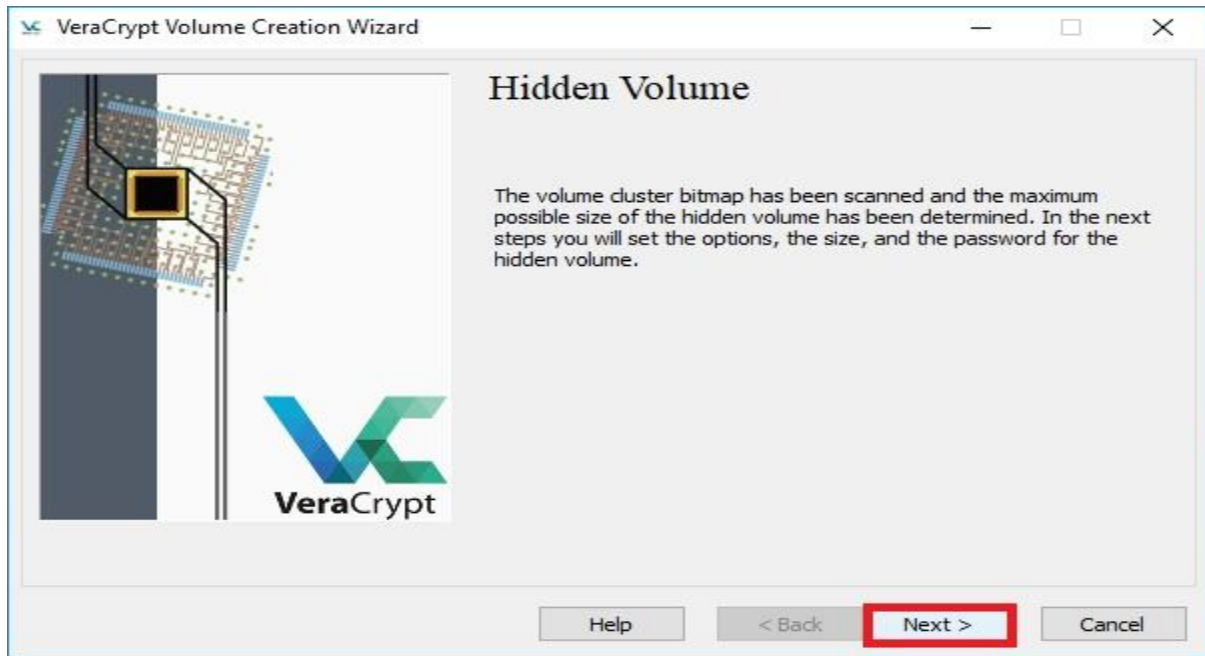 VeraCrypt Volume Creation Wizard
Hidden Volume
The volume cluster bitmap has been scanned and the maximum
possible size of the hidden volume has been determined. In the next
steps you will set the options, the size, and the password for the
hidden volume.
VeraCrypt
Help
< Back
Next >
Cancel